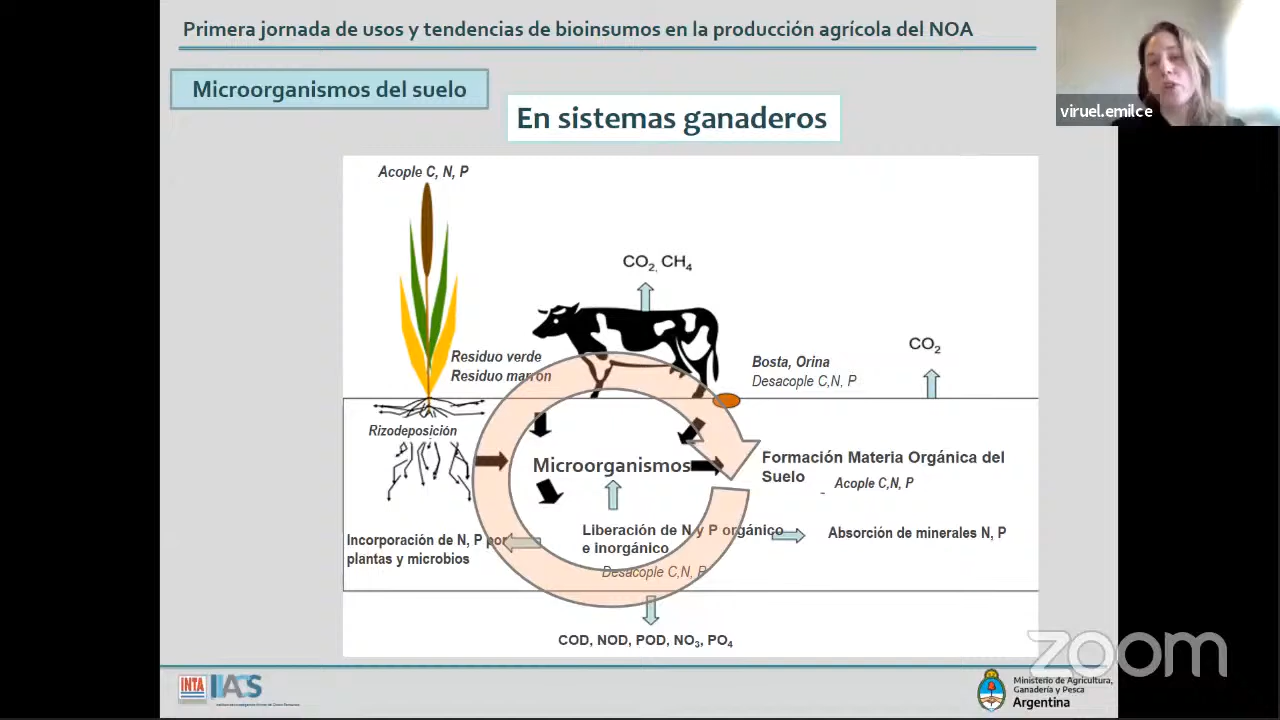 Primera jornada de usos y tendencias de bioinsumos en la producción agrícola del NOA
viruel.emilce
Microorganismos del suelo
En sistemas ganaderos
Acople C, N, P
CO2, CH4
CO2
Residuo verde
Residuo marron
Bosta, Orina
Desacople C,N, P
Rizodeposición
Microorganismos
Formación Materia Orgánica del
Suelo
Acople C,N, P
Liberación de N y P orgánico
e inorgánico
Desacople C,N, P
Absorción de minerales N, P
Incorporación de N, P por
plantas y microbios
COD, NOD, POD, NO3, PO4
zoom
INTA
IIACS
Ministerio de Agricultura,
Ganadería y Pesca
Argentina